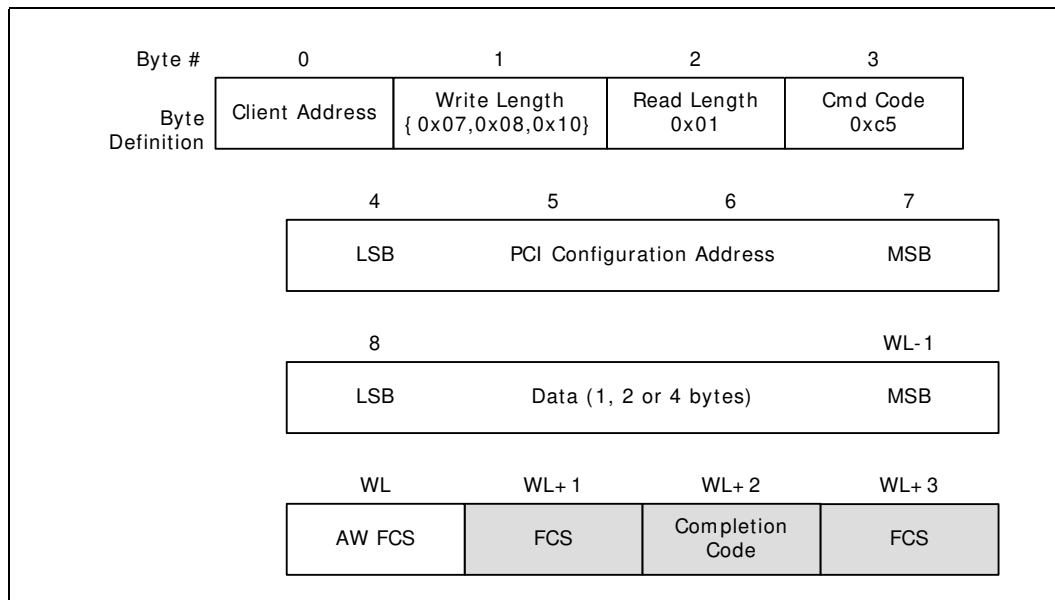 Byte # 0 1 2 3
Byte Definition
Client Address
Write Length
{ 0x07,0x08,0x10}
Read Length
0x01
Cmd Code
0xc5
4 5 6 7
LSB PCI Configuration Address MSB
8 WL-1
LSB Data (1, 2 or 4 bytes) MSB
WL WL+1 WL+2 WL+3
AW FCS
FCS
Completion
Code
FCS